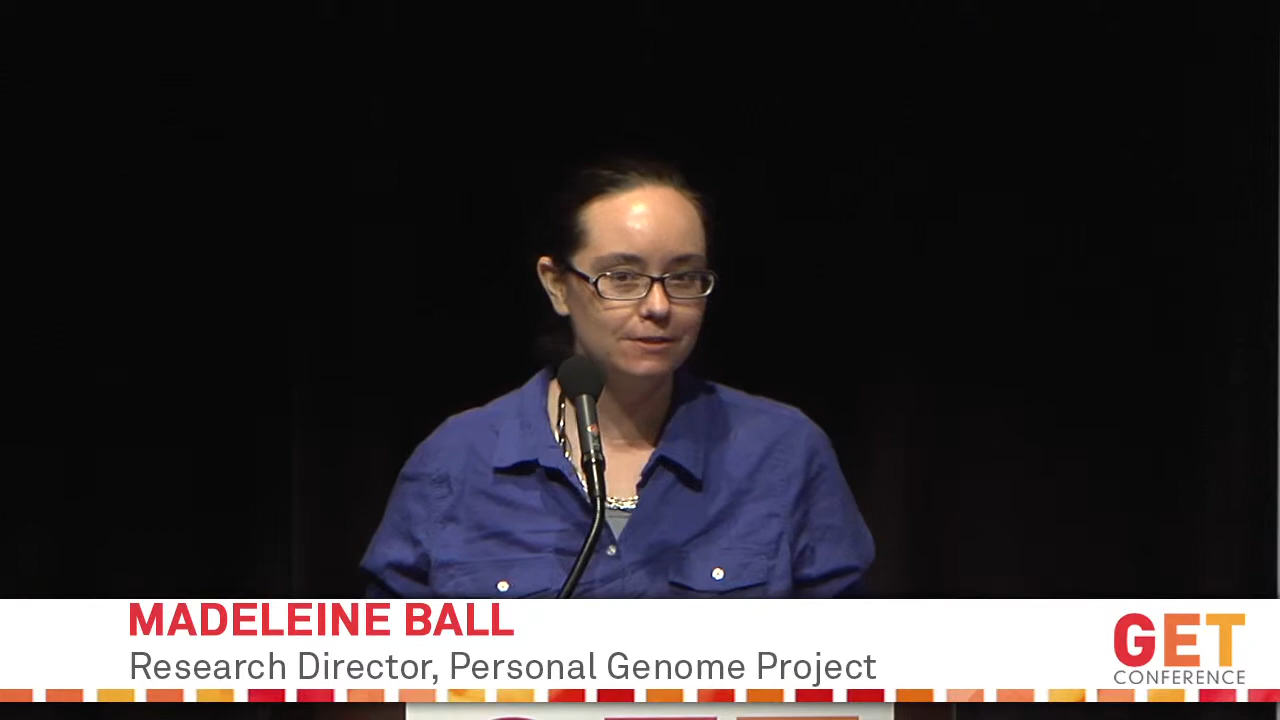 MADELEINE BALL
Research Director, Personal Genome Project
GET
CONFERENCE